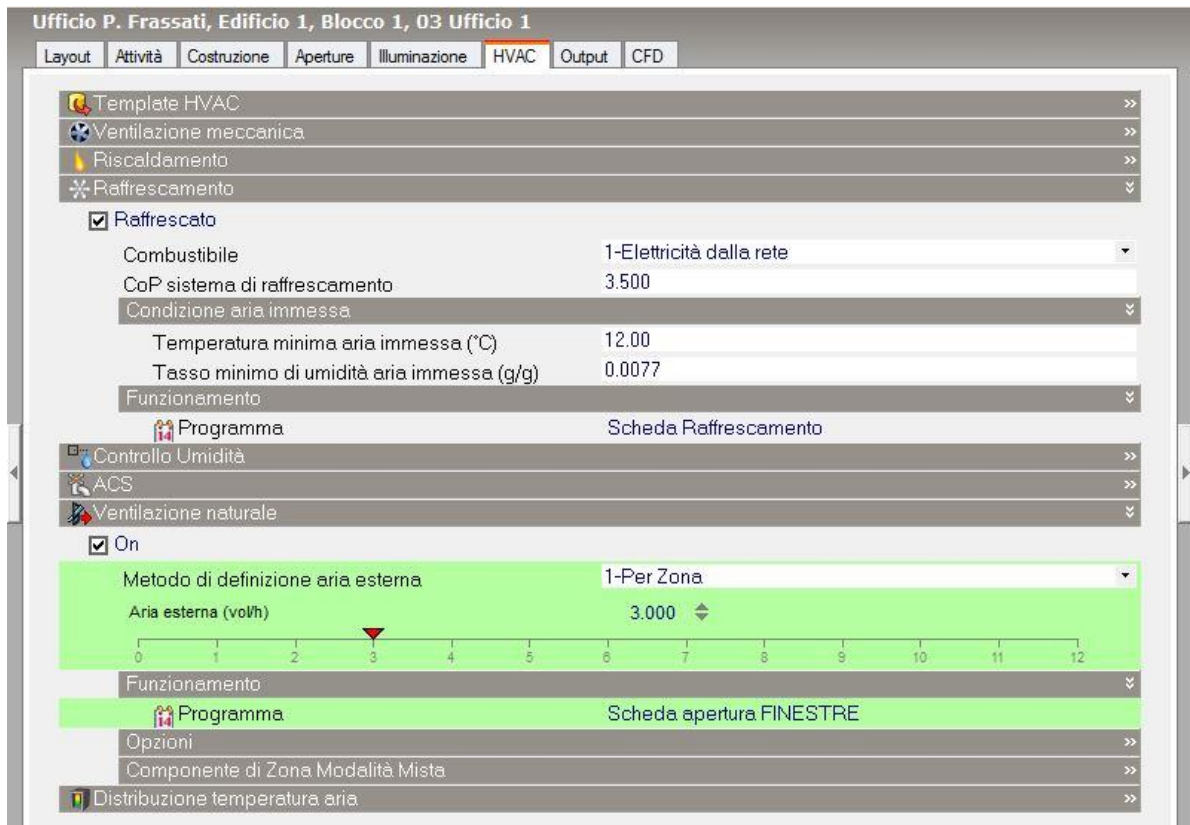 Ufficio P. Frassati, Edificio 1, Blocco 1, 03 Ufficio 1
Layout Attività Costruzione Aperture Illuminazione HVAC Output CFD
Template HVAC »
Ventilazione meccanica »
Riscaldamento »
Raffrescamento
Raffrescato
Combustibile 1-Elettricità dalla rete
CoP sistema di raffrescamento 3.500
Condizione aria immessa
Temperatura minima aria immessa (°C) 12.00
Tasso minimo di umidità aria immessa (g/g) 0.0077
Funzionamento
14 Programma Scheda Raffrescamento
Controllo Umidità »
ACS »
Ventilazione naturale
On
Metodo di definizione aria esterna 1-Per Zona
Aria esterna (vol/h) 3.000
0 1 2 3 4 5 6 7 8 9 10 11 12
Funzionamento
14 Programma Scheda apertura FINESTRE
Opzioni »
Componente di Zona Modalità Mista »
Distribuzione temperatura aria »